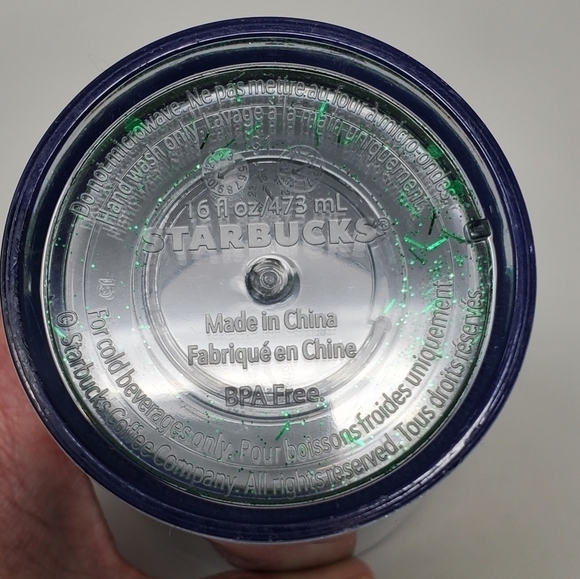 Do not microwave. Ne pas mettre au four à micro-ondes.
Hand wash only. Lavage à la main uniquement.
16 fl oz/473 mL
STARBUCKS®
Made in China
Fabriqué en Chine
BPA Free.
For cold beverages only. Pour boissons froides uniquement.
© Starbucks Coffee Company. All rights reserved. Tous droits réservés.